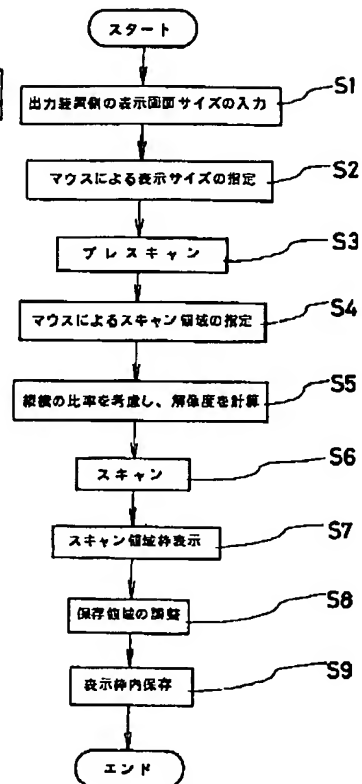 スタート
出力装置側の表示画面サイズの入力 S1
マウスによる表示サイズの指定 S2
プレスキャン S3
マウスによるスキャン領域の指定 S4
縦横の比率を考慮し、解像度を計算 S5
スキャン S6
スキャン領域枠表示 S7
保存領域の調整 S8
表示枠内保存 S9
エンド